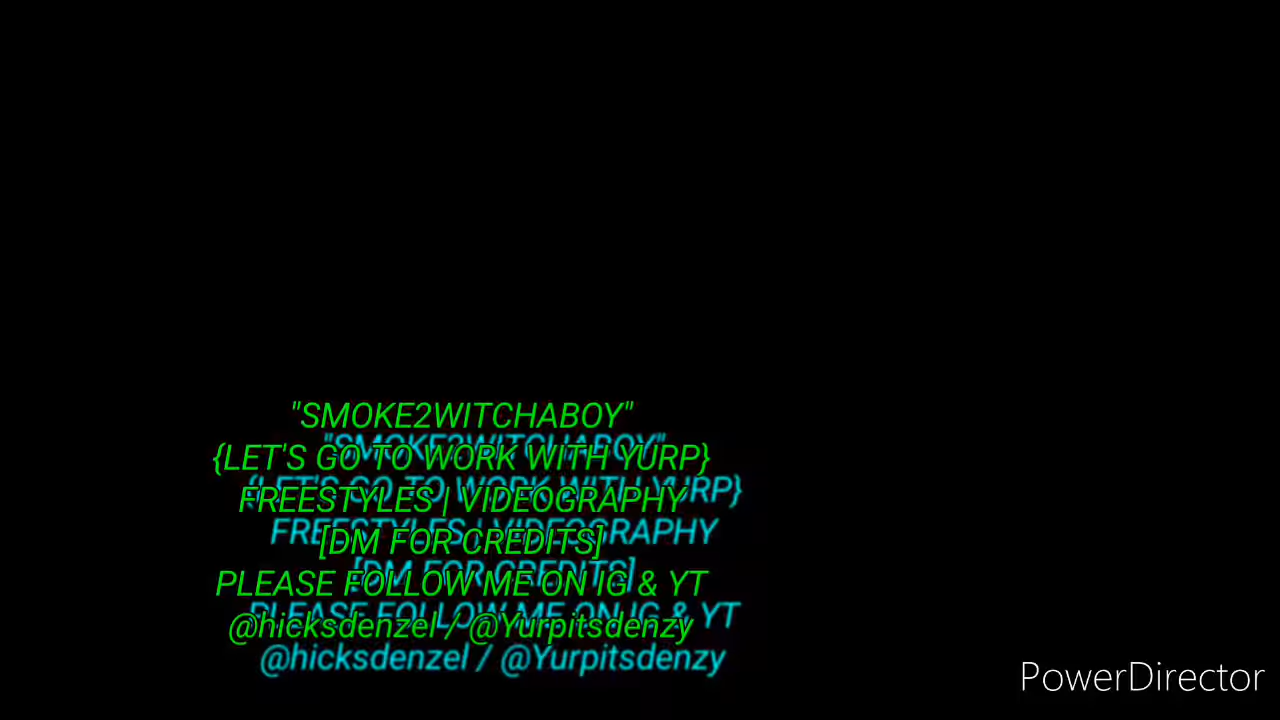 "SMOKE2WITCHABOY"
{LET'S GO TO WORK WITH YURP}
FREESTYLES | VIDEOGRAPHY
[DM FOR CREDITS]
PLEASE FOLLOW ME ON IG & YT
@hicksdenzel / @Yurpitsdenzy
PowerDirector